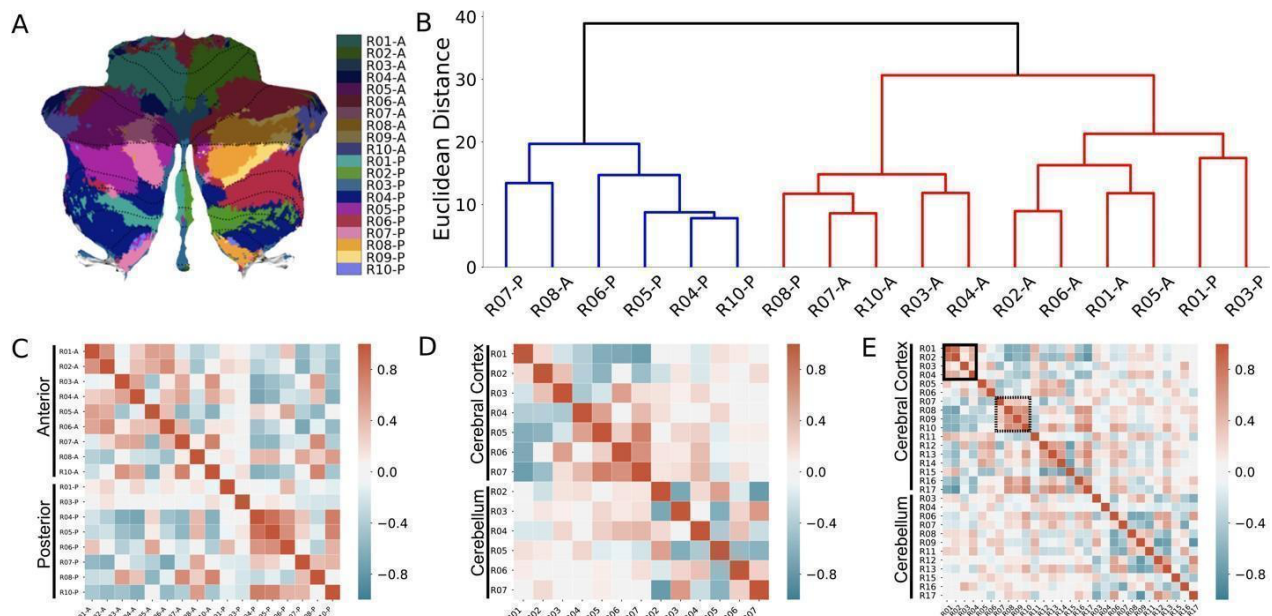 A
R01-A
R02-A
R03-A
R04-A
R05-A
R06-A
R07-A
R08-A
R09-A
R10-A
R01-P
R02-P
R03-P
R04-P
R05-P
R06-P
R07-P
R08-P
R09-P
R10-P
B
Euclidean Distance
40
30
20
10
0
R07-P R08-A R06-P R05-P R04-P R10-P R08-P R07-A R10-A R03-A R04-A R02-A R06-A R01-A R05-A R01-P R03-P
C
Anterior
R01-A
R02-A
R03-A
R04-A
R05-A
R06-A
R07-A
R08-A
R10-A
Posterior
R01-P
R03-P
R04-P
R05-P
R06-P
R07-P
R08-P
R10-P
0.8
0.4
0.0
−0.4
−0.8
D
Cerebral Cortex
R01
R02
R03
R04
R05
R06
R07
Cerebellum
R02
R03
R04
R05
R06
R07
0.8
0.4
0.0
−0.4
−0.8
E
Cerebral Cortex
R01
R02
R03
R04
R05
R06
R07
R08
R09
R10
R11
R12
R13
R14
R15
R16
R17
Cerebellum
R03
R04
R06
R07
R08
R09
R11
R12
R13
R15
R16
R17
0.8
0.4
0.0
−0.4
−0.8